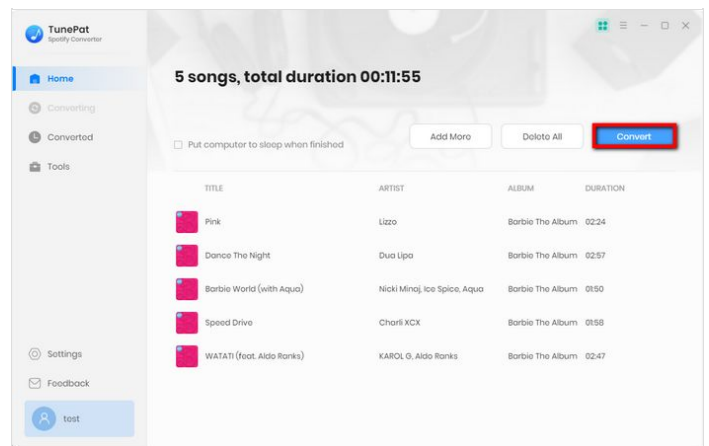 TunePat
Spotify Converter
Home
Converting
Converted
Tools
Settings
Feedback
test
5 songs, total duration 00:11:55
Put computer to sleep when finished
Add More
Delete All
Convert
TITLE ARTIST ALBUM DURATION
Pink Lizzo Barbie The Album 02:24
Dance The Night Dua Lipa Barbie The Album 02:57
Barbie World (with Aqua) Nicki Minaj, Ice Spice, Aqua Barbie The Album 01:50
Speed Drive Charli XCX Barbie The Album 01:58
WATATI (feat. Aldo Ranks) KAROL G, Aldo Ranks Barbie The Album 02:47